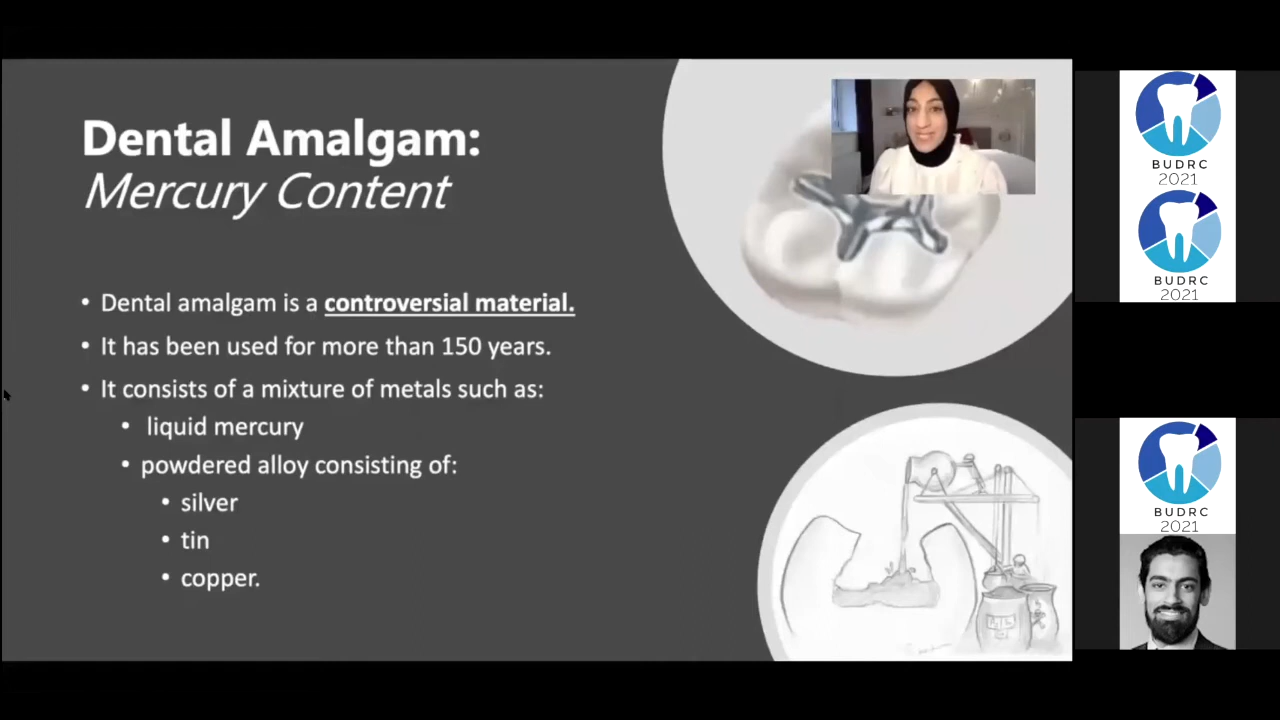 Dental Amalgam:
Mercury Content
• Dental amalgam is a controversial material.
• It has been used for more than 150 years.
• It consists of a mixture of metals such as:
• liquid mercury
• powdered alloy consisting of:
• silver
• tin
• copper.
BUDRC
2021
BUDRC
2021
BUDRC
2021